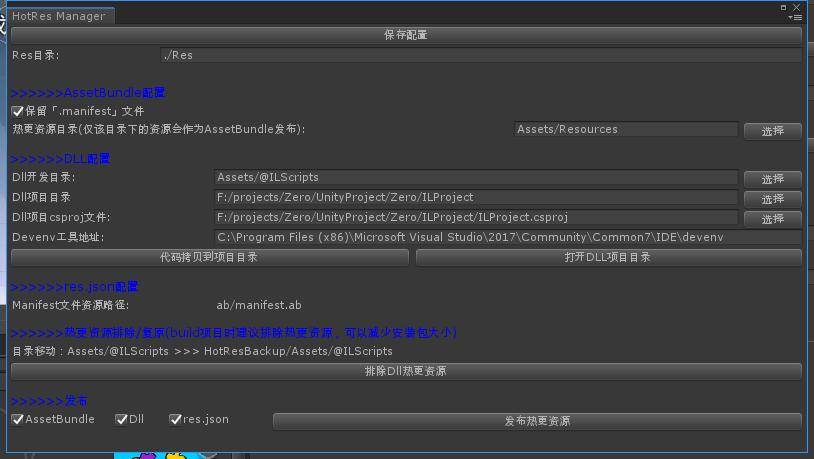 HotRes Manager
保存配置
Res目录: ./Res
>>>>>>AssetBundle配置
保留「.manifest」文件
热更资源目录(仅该目录下的资源会作为AssetBundle发布): Assets/Resources 选择
>>>>>>DLL配置
Dll开发目录: Assets/@ILScripts 选择
Dll项目目录 F:/projects/Zero/UnityProject/Zero/ILProject 选择
Dll项目csproj文件: F:/projects/Zero/UnityProject/Zero/ILProject/ILProject.csproj 选择
Devenv工具地址: C:\Program Files (x86)\Microsoft Visual Studio\2017\Community\Common7\IDE\devenv
代码拷贝到项目目录 打开DLL项目目录
>>>>>>res.json配置
Manifest文件资源路径: ab/manifest.ab
>>>>>>热更资源排除/复原(build项目时建议排除热更资源，可以减少安装包大小)
目录移动：Assets/@ILScripts >>> HotResBackup/Assets/@ILScripts
排除Dll热更资源
>>>>>>发布
AssetBundle Dll res.json 发布热更资源